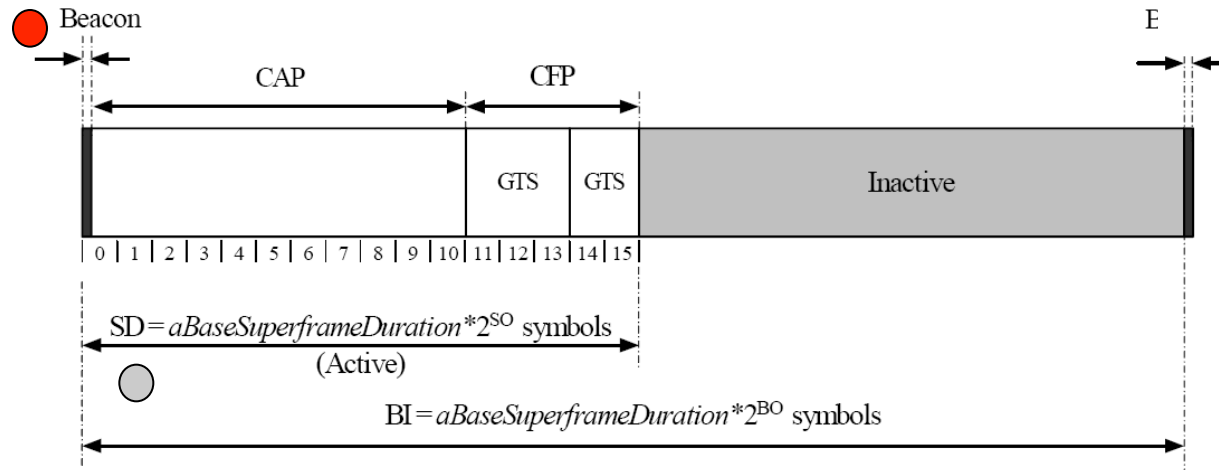 Beacon
CAP
CFP
GTS
GTS
Inactive
0 1 2 3 4 5 6 7 8 9 10 11 12 13 14 15
SD = aBaseSuperframeDuration*2^SO symbols
(Active)
BI = aBaseSuperframeDuration*2^BO symbols